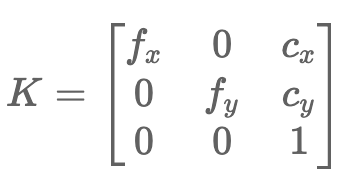 f_x 0 c_x
K = 0 f_y c_y
0 0 1